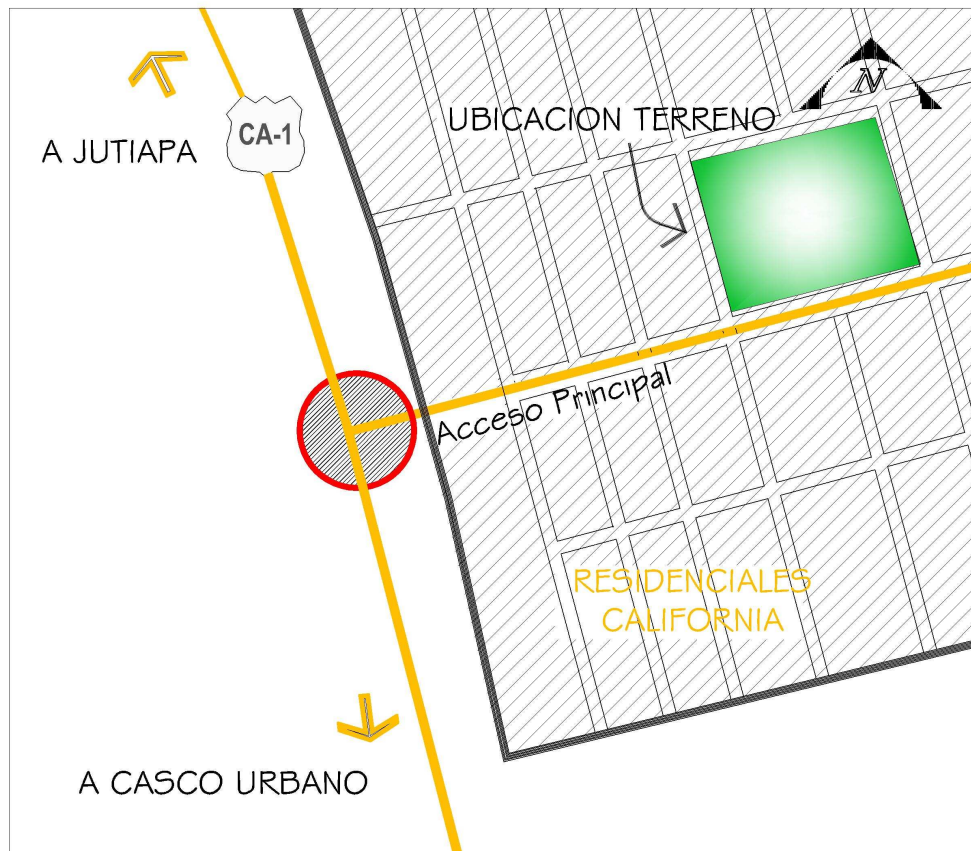 CA-1
N
UBICACION TERRENO
A JUTIAPA
Acceso Principal
RESIDENCIALES
CALIFORNIA
A CASCO URBANO